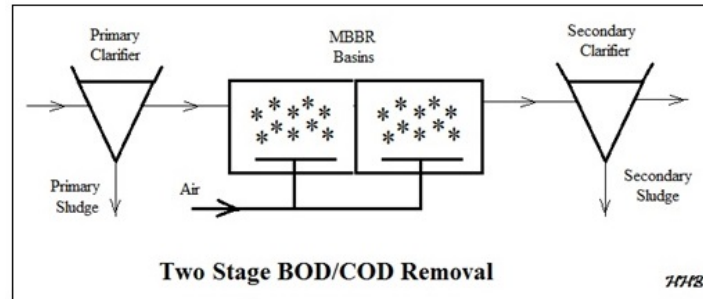 Primary
Clarifier
MBBR
Basins
Secondary
Clarifier
Primary
Sludge
Air
Secondary
Sludge
Two Stage BOD/COD Removal
HHB